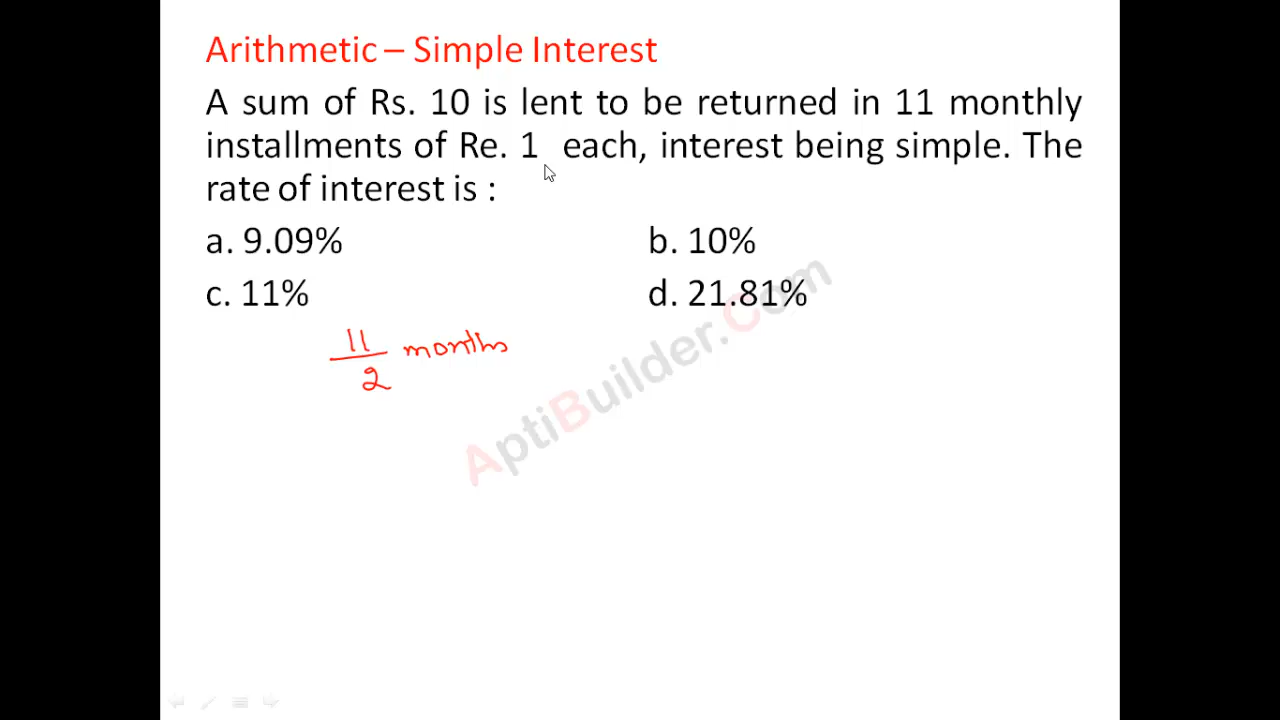 Arithmetic – Simple Interest
A sum of Rs. 10 is lent to be returned in 11 monthly
installments of Re. 1 each, interest being simple. The
rate of interest is :
a. 9.09% b. 10%
c. 11% d. 21.81%
11
2 months
AptiBuilder.Com